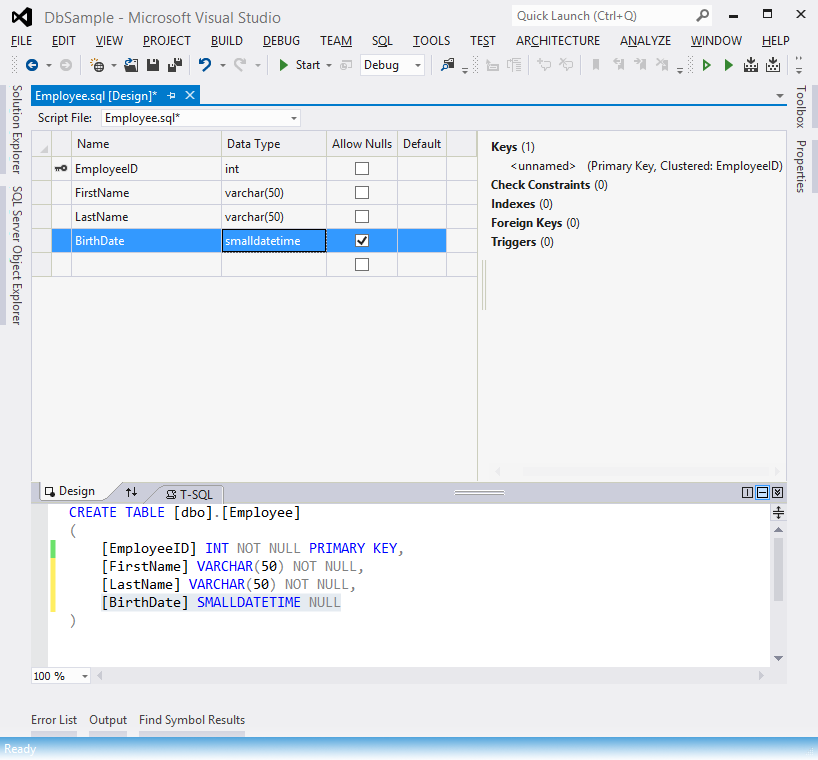 DbSample - Microsoft Visual Studio
Quick Launch (Ctrl+Q)
FILE EDIT VIEW PROJECT BUILD DEBUG TEAM SQL TOOLS TEST ARCHITECTURE ANALYZE WINDOW HELP
Start Debug
Solution Explorer
SQL Server Object Explorer
Employee.sql [Design]*
Script File: Employee.sql*
Name Data Type Allow Nulls Default
EmployeeID int
FirstName varchar(50)
LastName varchar(50)
BirthDate smalldatetime
Keys (1)
<unnamed> (Primary Key, Clustered: EmployeeID)
Check Constraints (0)
Indexes (0)
Foreign Keys (0)
Triggers (0)
Toolbox
Properties
Design T-SQL
CREATE TABLE [dbo].[Employee]
(
[EmployeeID] INT NOT NULL PRIMARY KEY,
[FirstName] VARCHAR(50) NOT NULL,
[LastName] VARCHAR(50) NOT NULL,
[BirthDate] SMALLDATETIME NULL
)
100 %
Error List Output Find Symbol Results
Ready